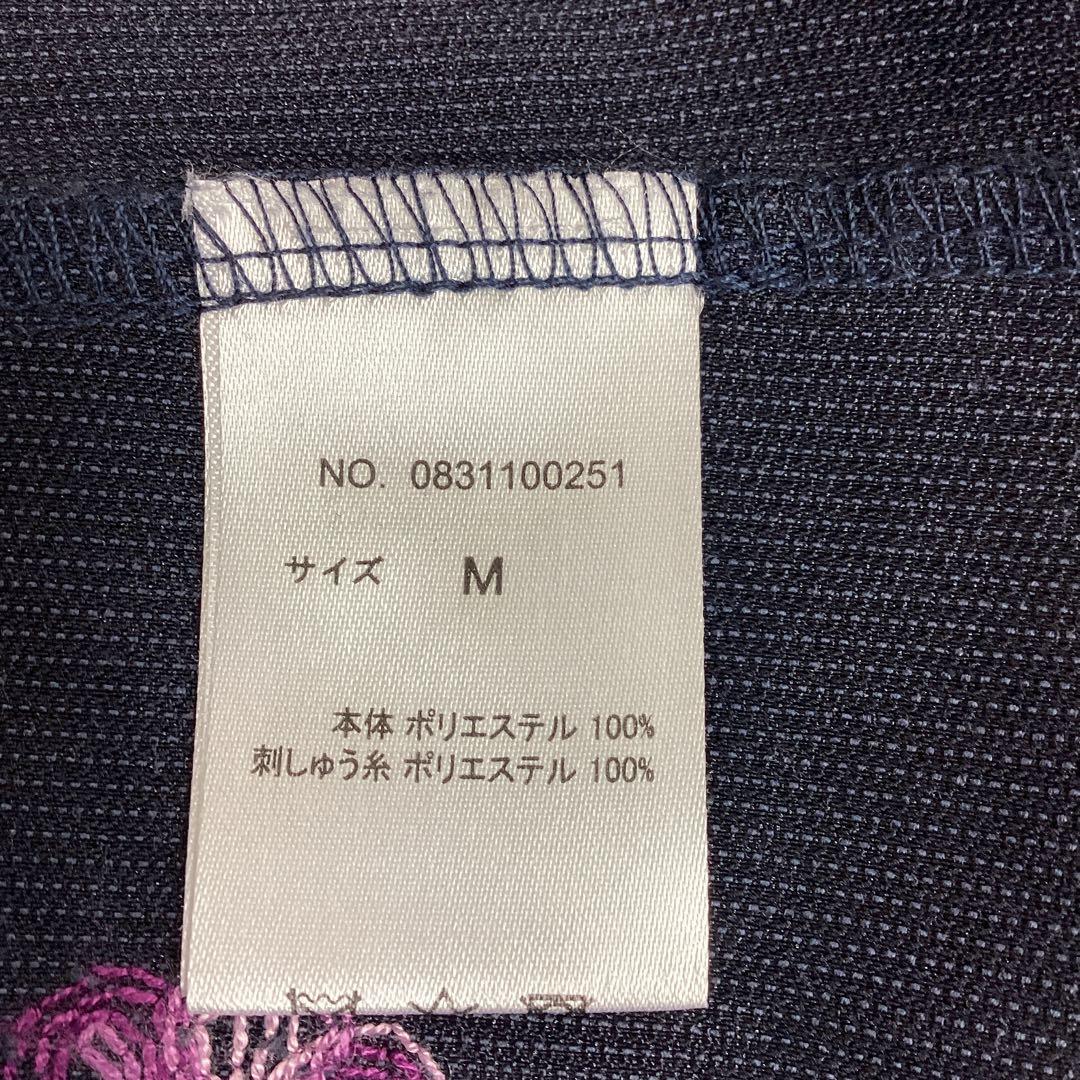 NO. 0831100251
サイズ M
本体 ポリエステル 100%
刺しゅう糸 ポリエステル 100%